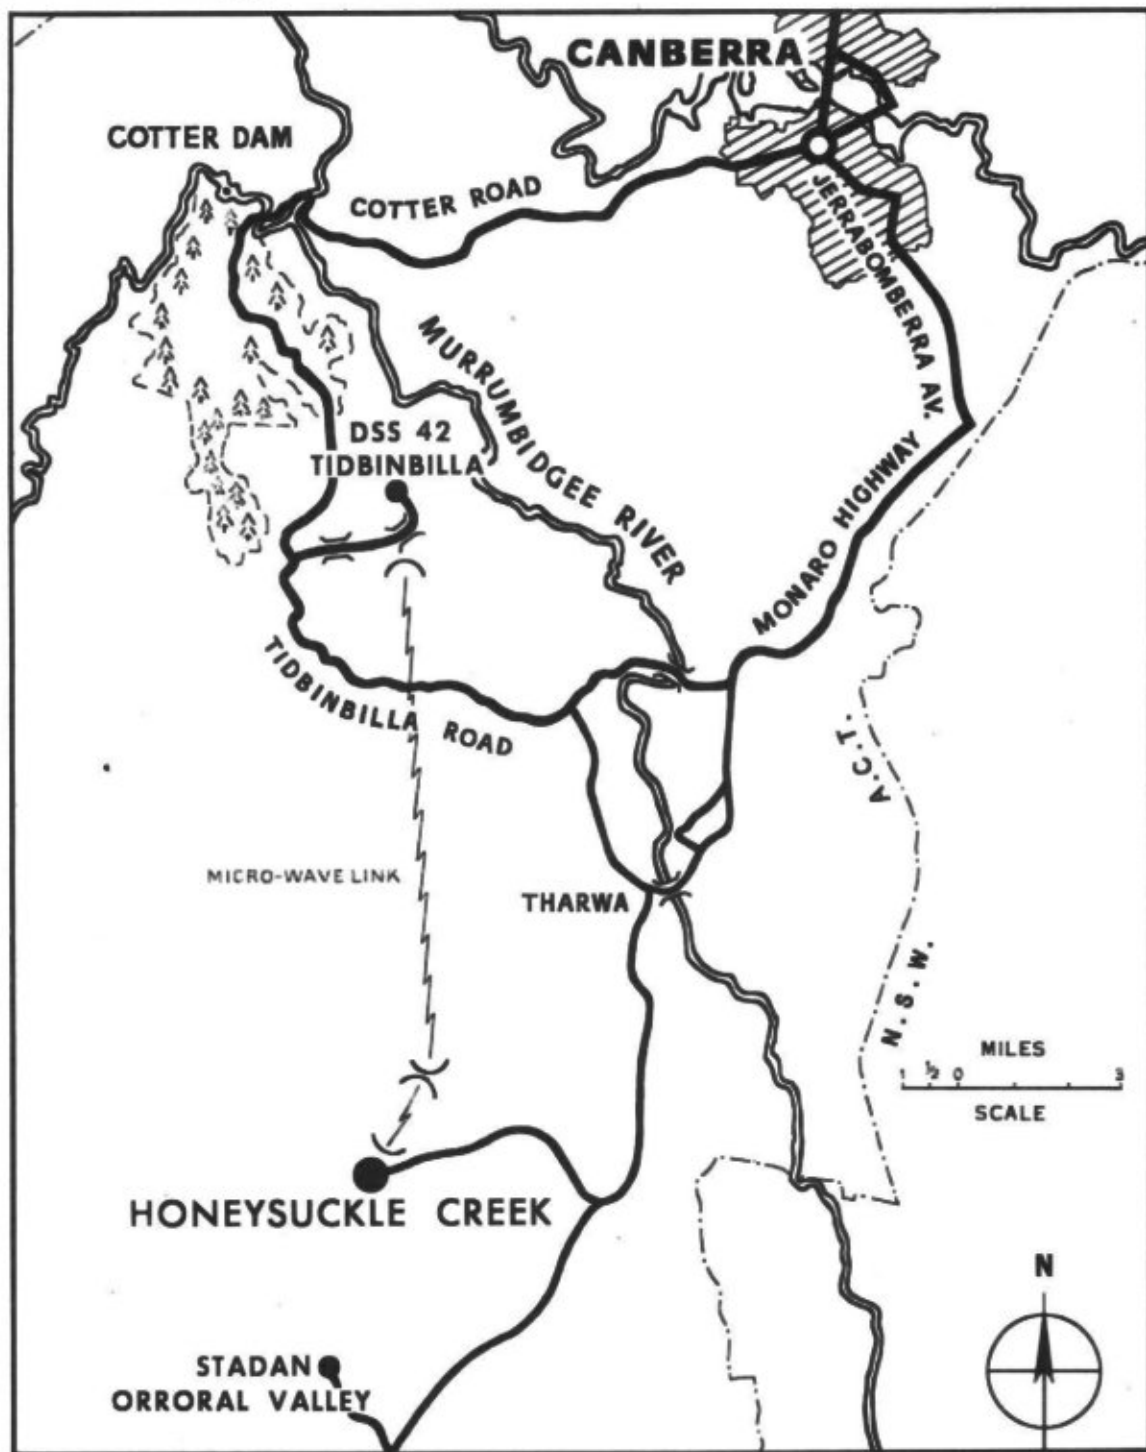 CANBERRA
COTTER DAM
COTTER ROAD
JERRABOMBERRA AV.
MURRUMBIDGEE RIVER
DSS 42
TIDBINBILLA
MONARO HIGHWAY
TIDBINBILLA ROAD
A.C.T.
MICRO-WAVE LINK
THARWA
N.S.W.
MILES
1 ½ 0 3
SCALE
HONEYSUCKLE CREEK
N
STADAN
ORRORAL VALLEY